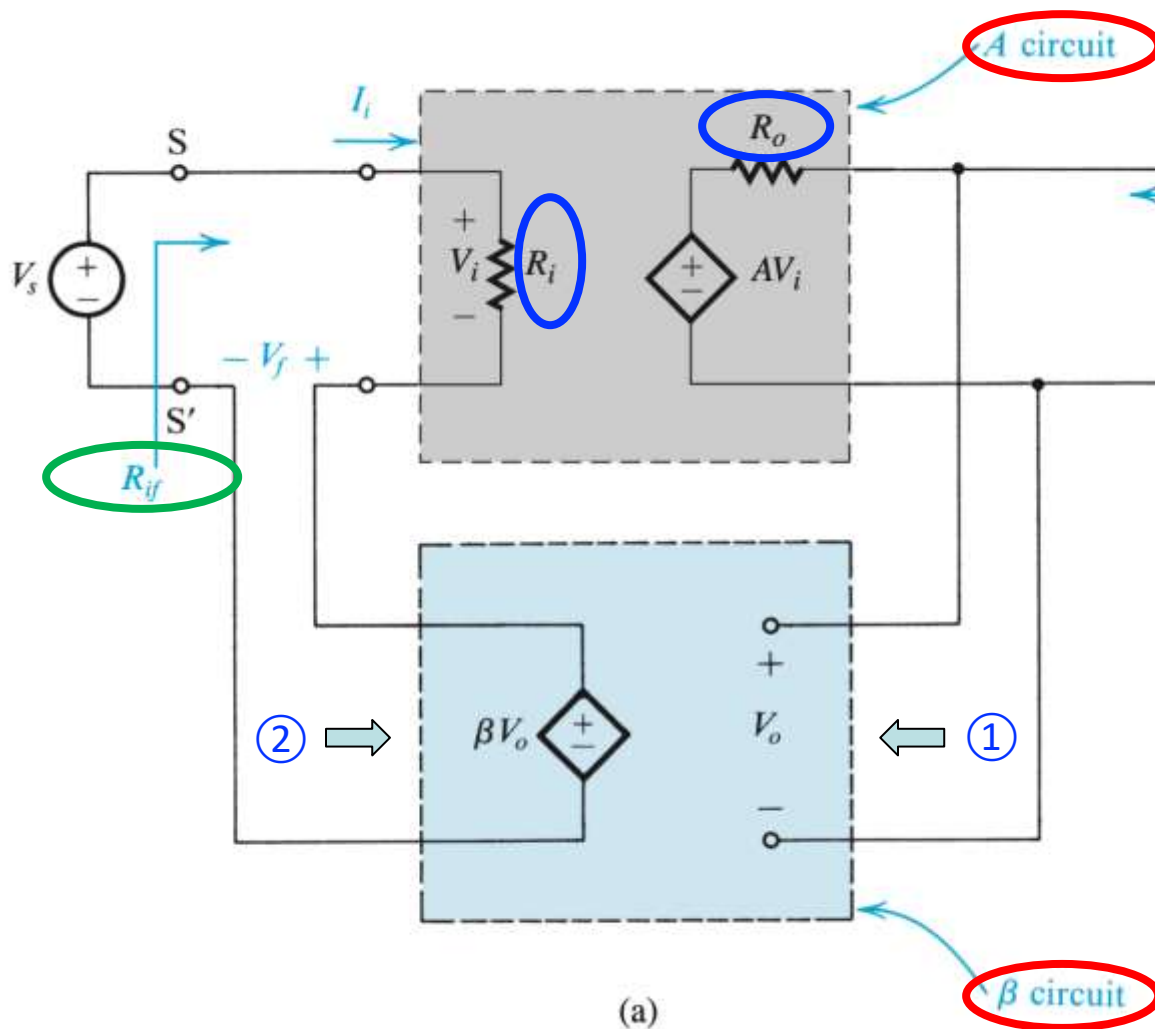 A circuit
I_i
R_o
S
+
V_i
R_i
−
V_s
+
−
+
−
AV_i
− V_f +
S′
R_if
②
βV_o
+
−
+
V_o
−
①
β circuit
(a)